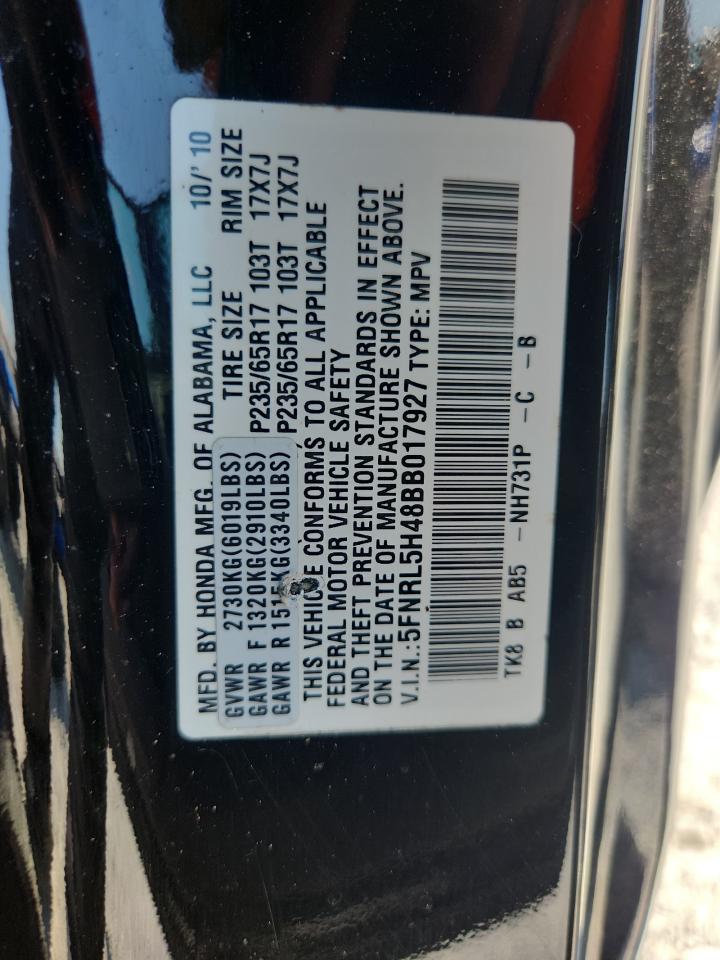 MFD. BY HONDA MFG. OF ALABAMA, LLC 10/'10
GVWR 2730KG(6019LBS) TIRE SIZE RIM SIZE
GAWR F 1320KG(2910LBS) P235/65R17 103T 17X7J
GAWR R (3340LBS) P235/65R17 103T 17X7J
THIS VEHICLE CONFORMS TO ALL APPLICABLE
FEDERAL MOTOR VEHICLE SAFETY
AND THEFT PREVENTION STANDARDS IN EFFECT
ON THE DATE OF MANUFACTURE SHOWN ABOVE.
V.I.N.:5FNRL5H48BB017927 TYPE: MPV
TK8 B AB5 -NH731P -C -B